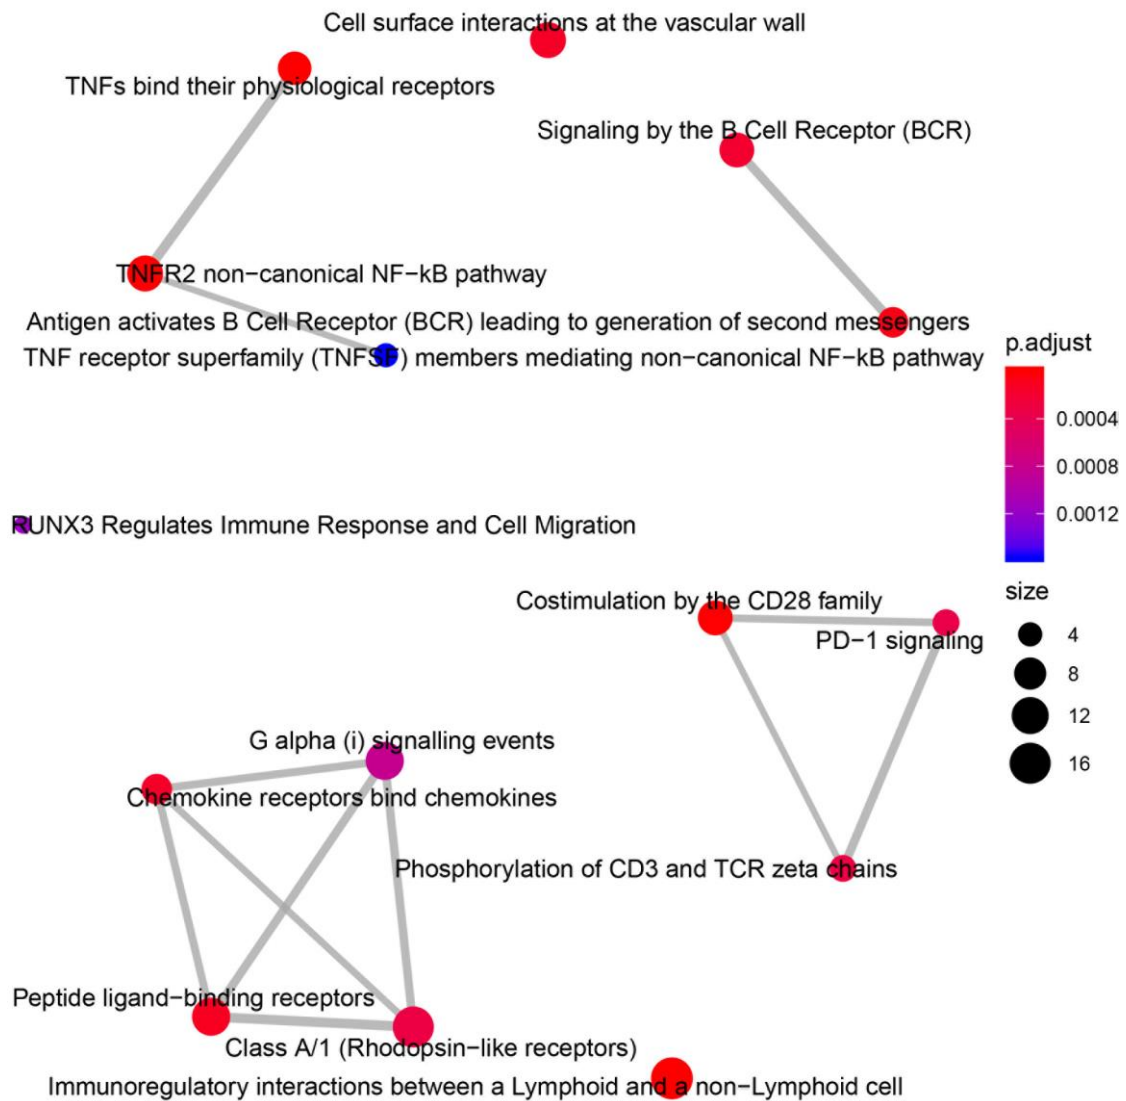 Cell surface interactions at the vascular wall
TNFs bind their physiological receptors
Signaling by the B Cell Receptor (BCR)
TNFR2 non−canonical NF−kB pathway
Antigen activates B Cell Receptor (BCR) leading to generation of second messengers
TNF receptor superfamily (TNFSF) members mediating non−canonical NF−kB pathway
p.adjust
0.0004
0.0008
0.0012
RUNX3 Regulates Immune Response and Cell Migration
size
4
8
12
16
Costimulation by the CD28 family
PD−1 signaling
G alpha (i) signalling events
Chemokine receptors bind chemokines
Phosphorylation of CD3 and TCR zeta chains
Peptide ligand−binding receptors
Class A/1 (Rhodopsin−like receptors)
Immunoregulatory interactions between a Lymphoid and a non−Lymphoid cell